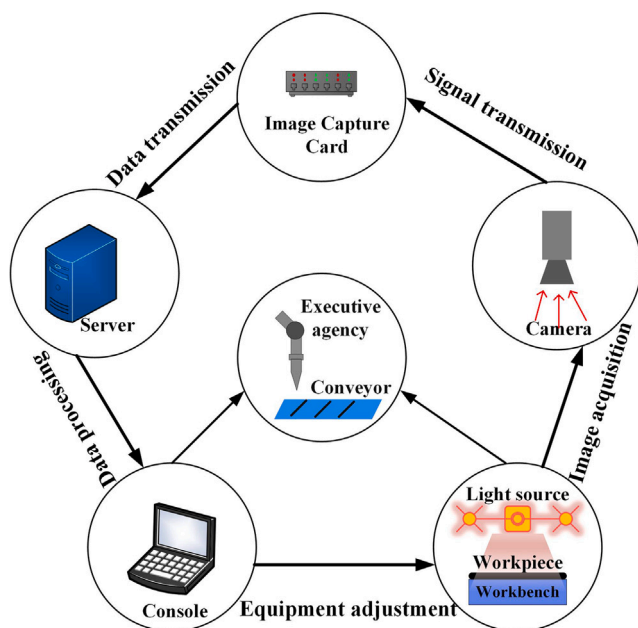 Data transmission
Signal transmission
Image Capture
Card
Server
Camera
Executive
agency
Conveyor
Data processing
Image acquisition
Light source
Workpiece
Workbench
Console
Equipment adjustment